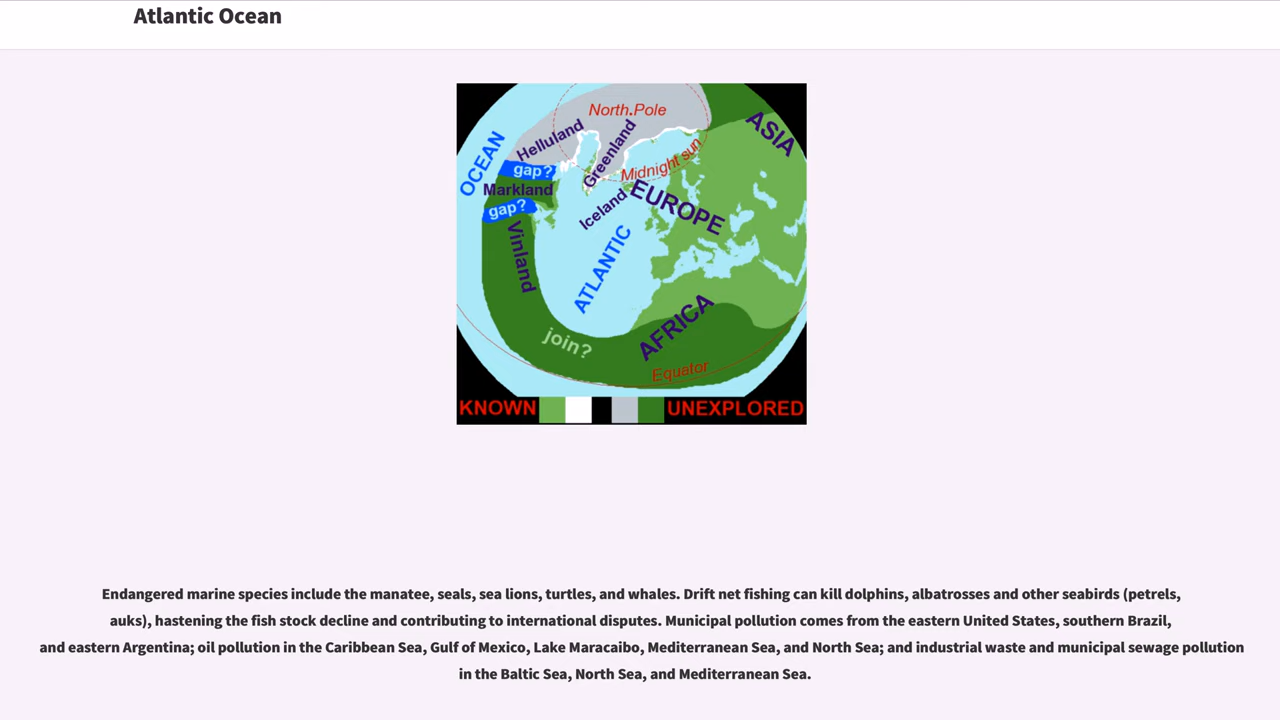 Atlantic Ocean
North Pole
ASIA
OCEAN
Helluland
Greenland
Midnight sun
gap?
Markland
EUROPE
Iceland
gap?
Vinland
ATLANTIC
AFRICA
join?
Equator
KNOWN UNEXPLORED
Endangered marine species include the manatee, seals, sea lions, turtles, and whales. Drift net fishing can kill dolphins, albatrosses and other seabirds (petrels,
auks), hastening the fish stock decline and contributing to international disputes. Municipal pollution comes from the eastern United States, southern Brazil,
and eastern Argentina; oil pollution in the Caribbean Sea, Gulf of Mexico, Lake Maracaibo, Mediterranean Sea, and North Sea; and industrial waste and municipal sewage pollution
in the Baltic Sea, North Sea, and Mediterranean Sea.